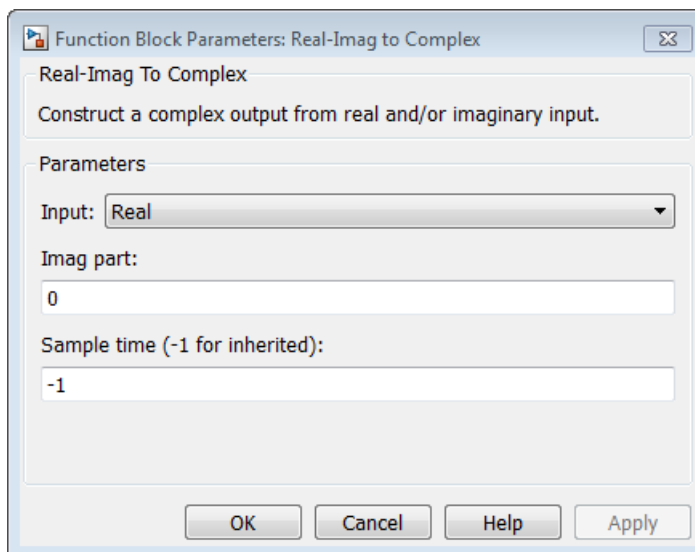 Function Block Parameters: Real-Imag to Complex
Real-Imag To Complex
Construct a complex output from real and/or imaginary input.
Parameters
Input: Real
Imag part:
0
Sample time (-1 for inherited):
-1
OK Cancel Help Apply